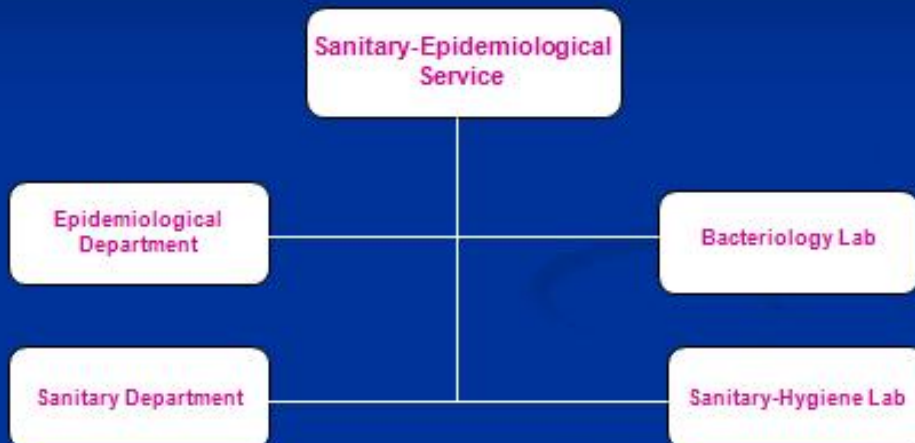 Sanitary-Epidemiological
Service
Epidemiological
Department
Bacteriology Lab
Sanitary Department
Sanitary-Hygiene Lab